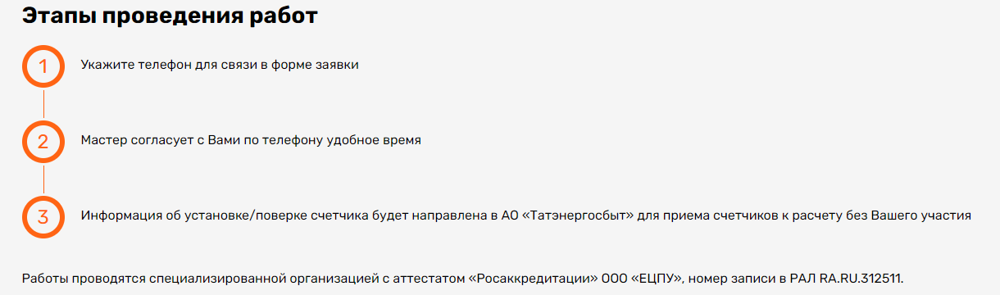 Этапы проведения работ
1 Укажите телефон для связи в форме заявки
2 Мастер согласует с Вами по телефону удобное время
3 Информация об установке/поверке счетчика будет направлена в АО «Татэнергосбыт» для приема счетчиков к расчету без Вашего участия
Работы проводятся специализированной организацией с аттестатом «Росаккредитации» ООО «ЕЦПУ», номер записи в РАЛ RA.RU.312511.